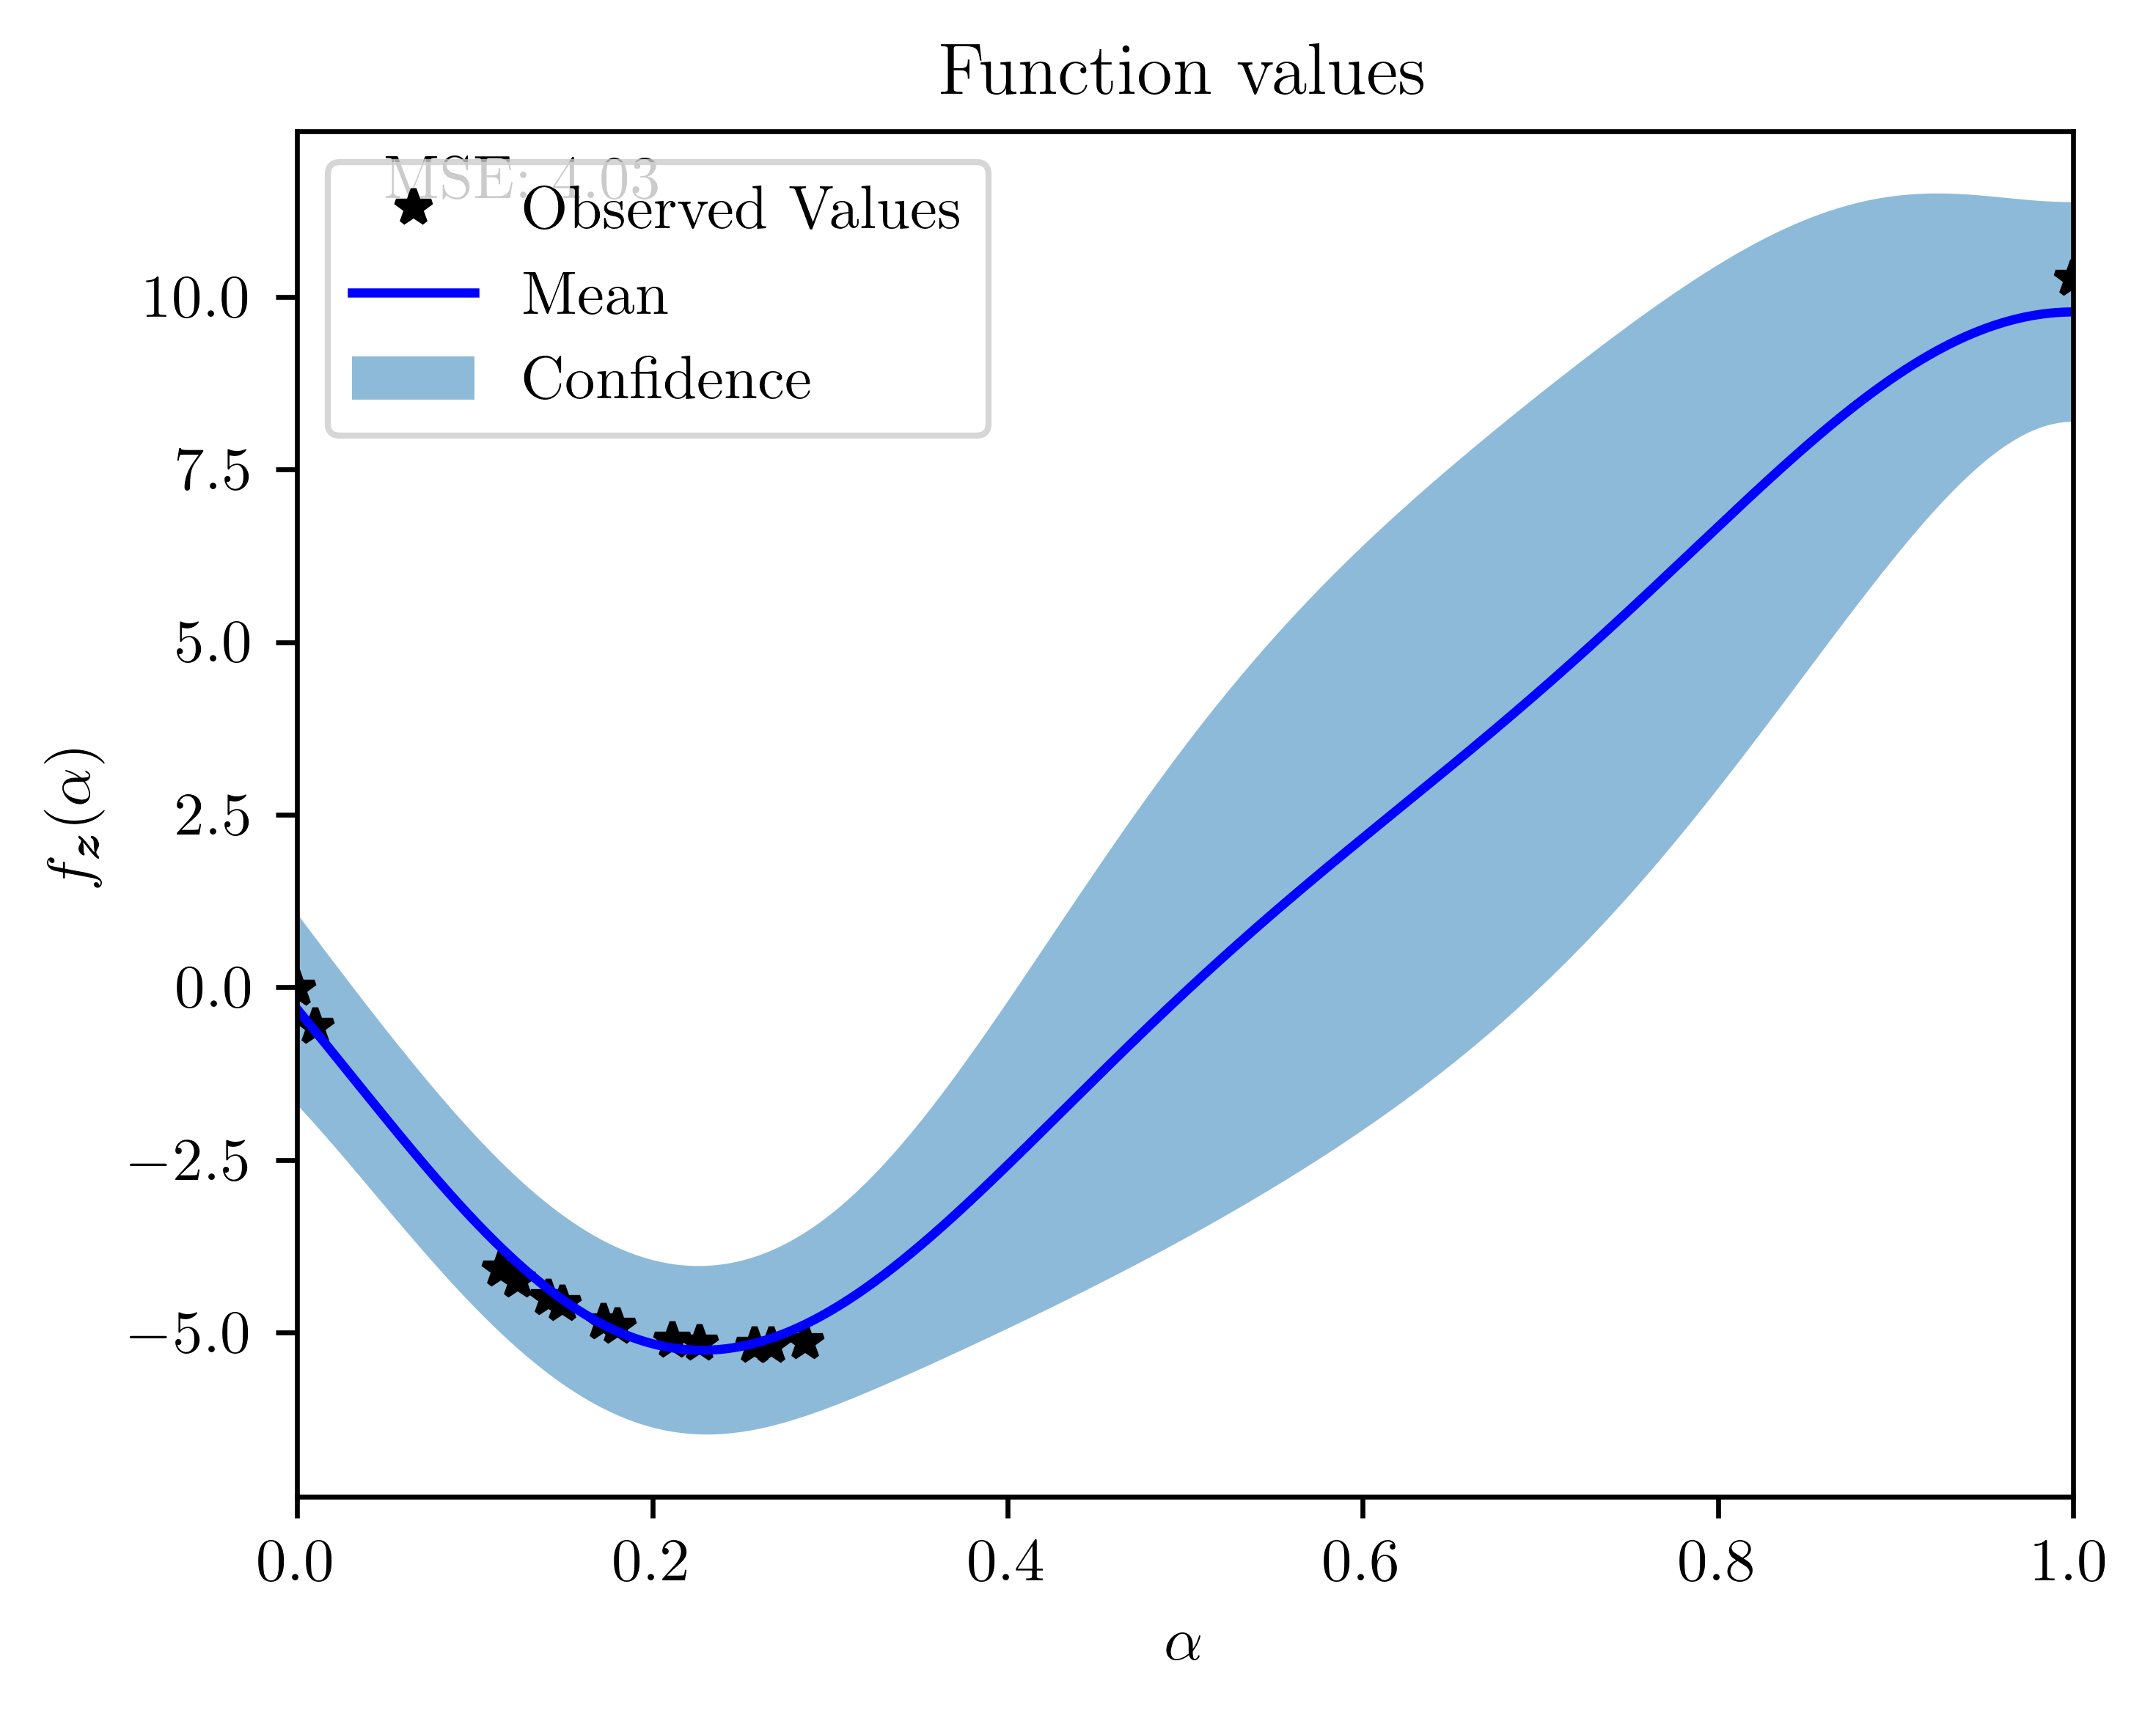 Function values
MSE: 4.03
Observed Values
Mean
Confidence
10.0
7.5
5.0
2.5
0.0
−2.5
−5.0
f_z(α)
0.0 0.2 0.4 0.6 0.8 1.0
α